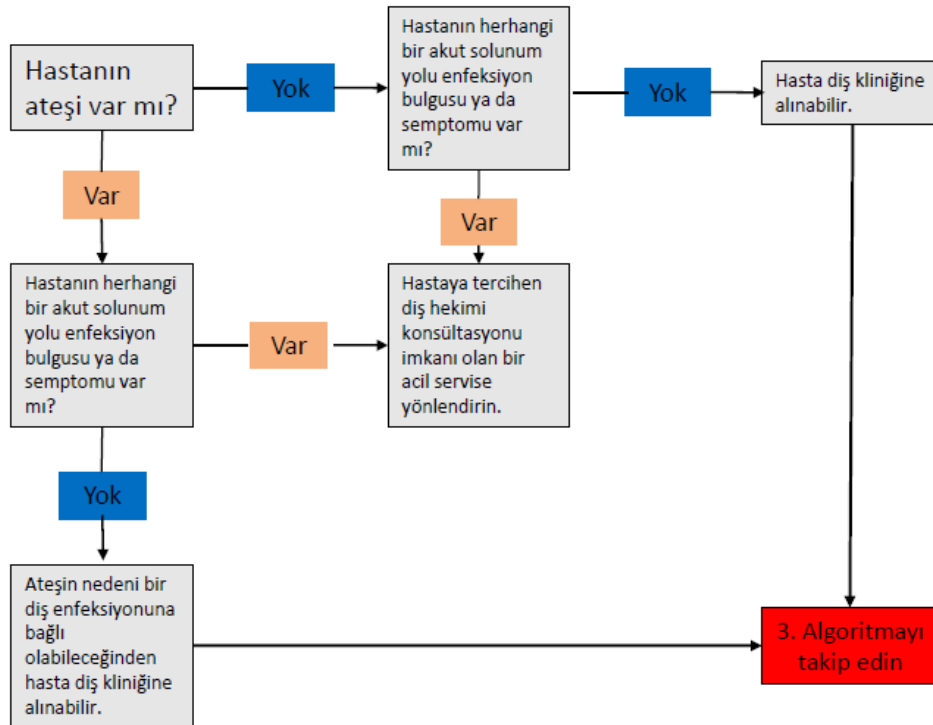 Hastanın
ateşi var mı?
Yok
Hastanın herhangi
bir akut solunum
yolu enfeksiyon
bulgusu ya da
semptomu var
mı?
Yok
Hasta diş kliniğine
alınabilir.
Var
Var
Hastanın herhangi
bir akut solunum
yolu enfeksiyon
bulgusu ya da
semptomu var
mı?
Var
Hastaya tercihen
diş hekimi
konsültasyonu
imkanı olan bir
acil servise
yönlendirin.
Yok
Ateşin nedeni bir
diş enfeksiyonuna
bağlı
olabileceğinden
hasta diş kliniğine
alınabilir.
3. Algoritmayı
takip edin